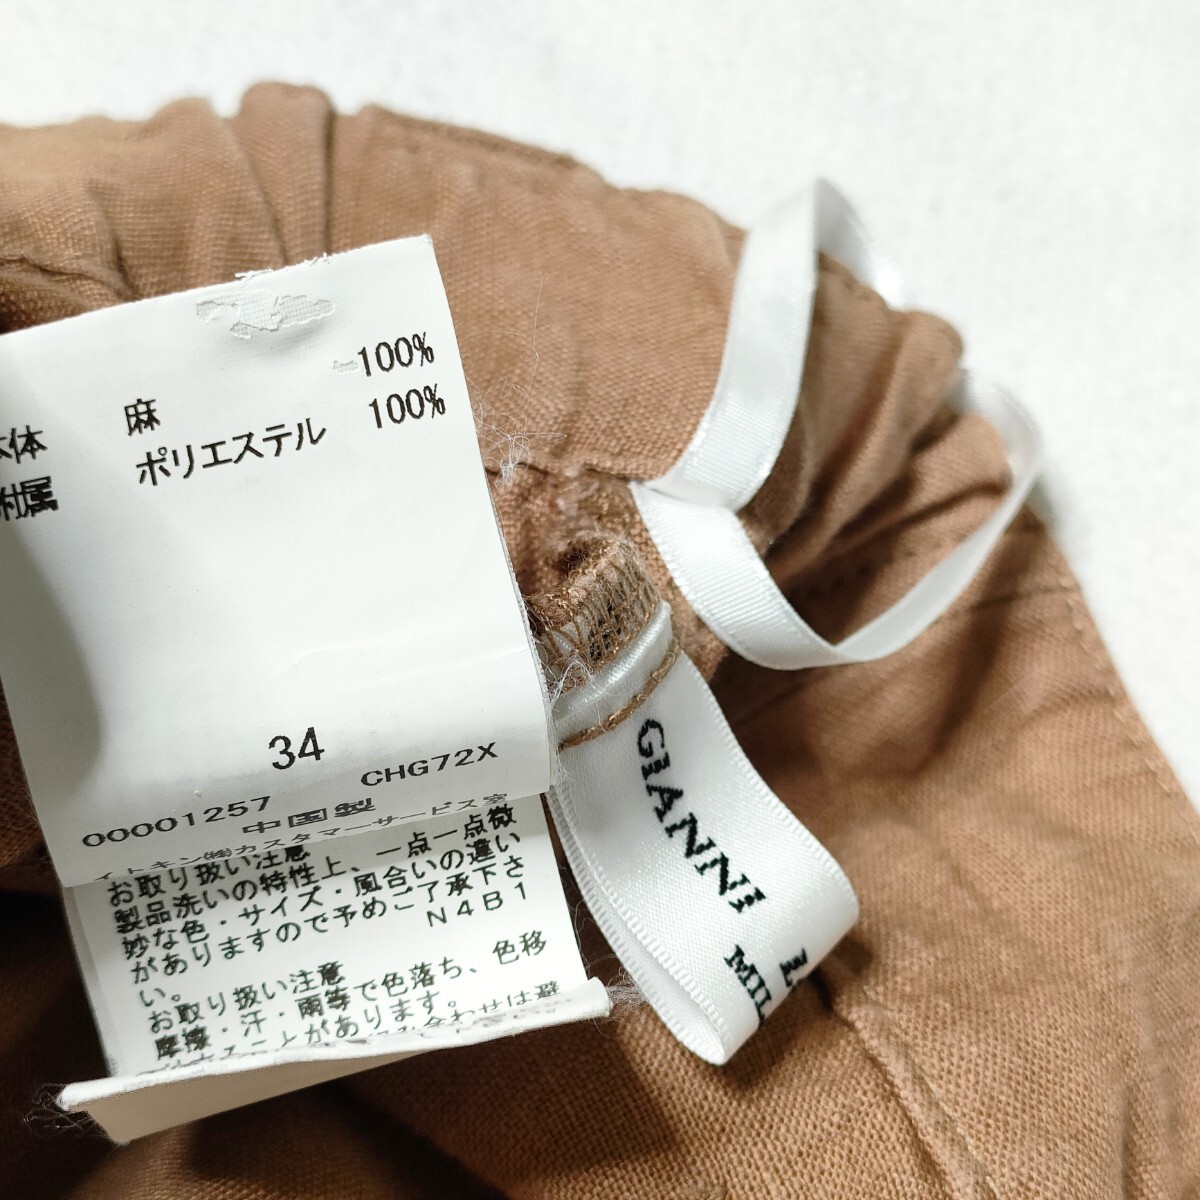 本体 麻 100%
附属 ポリエステル 100%
34
00001257 CHG72X
中国製
イトキン㈱カスタマーサービス室
お取り扱い注意
製品洗いの特性上、一点一点微
妙な色・サイズ・風合いの違い
がありますので予めご了承下さ
い。 N4B1
お取り扱い注意
摩擦・汗・雨等で色落ち、色移
GIANNI